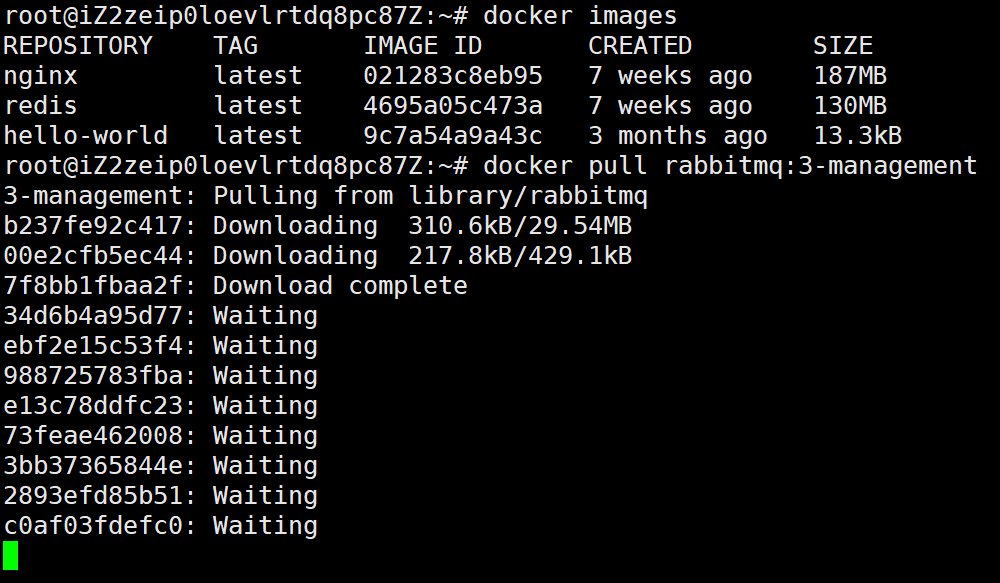 root@iZ2zeip0loevlrtdq8pc87Z:~# docker images
REPOSITORY    TAG       IMAGE ID       CREATED        SIZE
nginx         latest    021283c8eb95   7 weeks ago    187MB
redis         latest    4695a05c473a   7 weeks ago    130MB
hello-world   latest    9c7a54a9a43c   3 months ago   13.3kB
root@iZ2zeip0loevlrtdq8pc87Z:~# docker pull rabbitmq:3-management
3-management: Pulling from library/rabbitmq
b237fe92c417: Downloading  310.6kB/29.54MB
00e2cfb5ec44: Downloading  217.8kB/429.1kB
7f8bb1fbaa2f: Download complete
34d6b4a95d77: Waiting
ebf2e15c53f4: Waiting
988725783fba: Waiting
e13c78ddfc23: Waiting
73feae462008: Waiting
3bb37365844e: Waiting
2893efd85b51: Waiting
c0af03fdefc0: Waiting